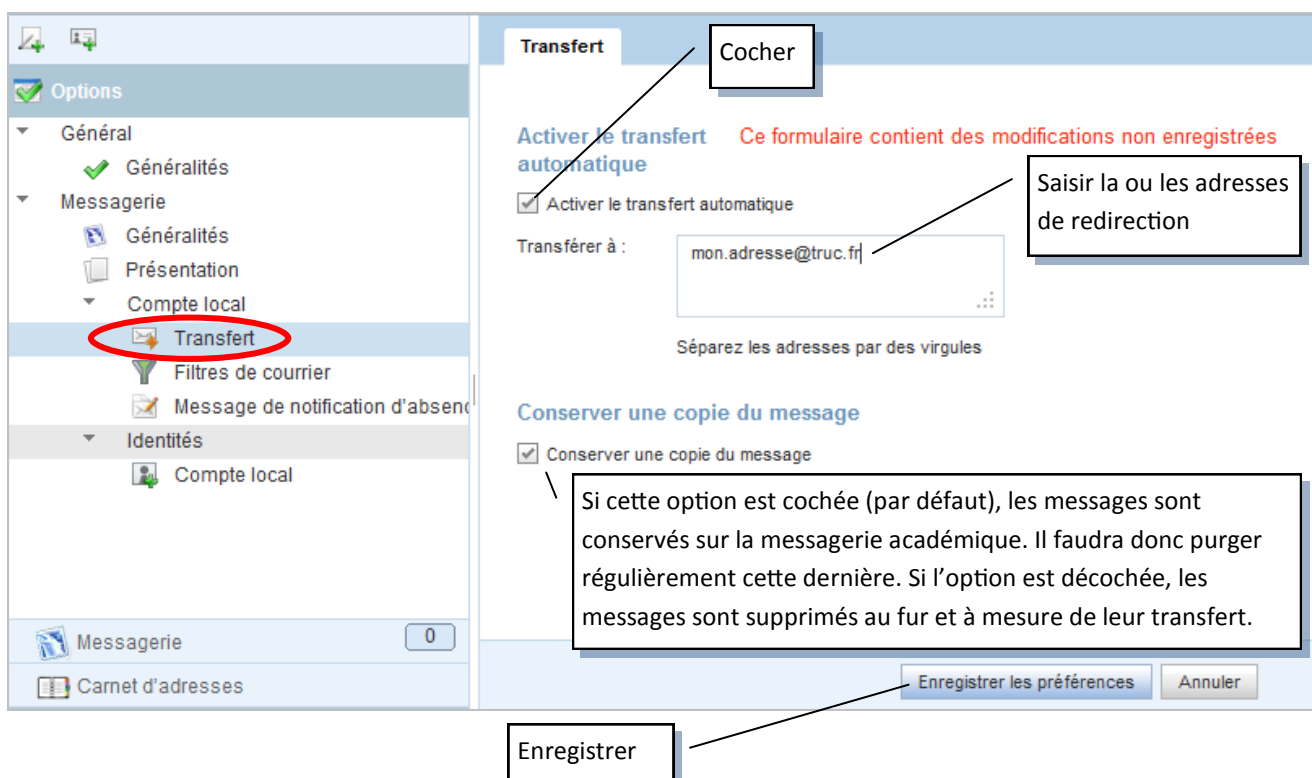 Options
Général
Généralités
Messagerie
Généralités
Présentation
Compte local
Transfert
Filtres de courrier
Message de notification d'absenc
Identités
Compte local
Messagerie
0
Carnet d'adresses
Transfert
Cocher
Activer le transfert
automatique
Ce formulaire contient des modifications non enregistrées
Activer le transfert automatique
Saisir la ou les adresses
de redirection
Transférer à :
mon.adresse@truc.fr
Séparez les adresses par des virgules
Conserver une copie du message
Conserver une copie du message
Si cette option est cochée (par défaut), les messages sont
conservés sur la messagerie académique. Il faudra donc purger
régulièrement cette dernière. Si l’option est décochée, les
messages sont supprimés au fur et à mesure de leur transfert.
Enregistrer les préférences
Annuler
Enregistrer